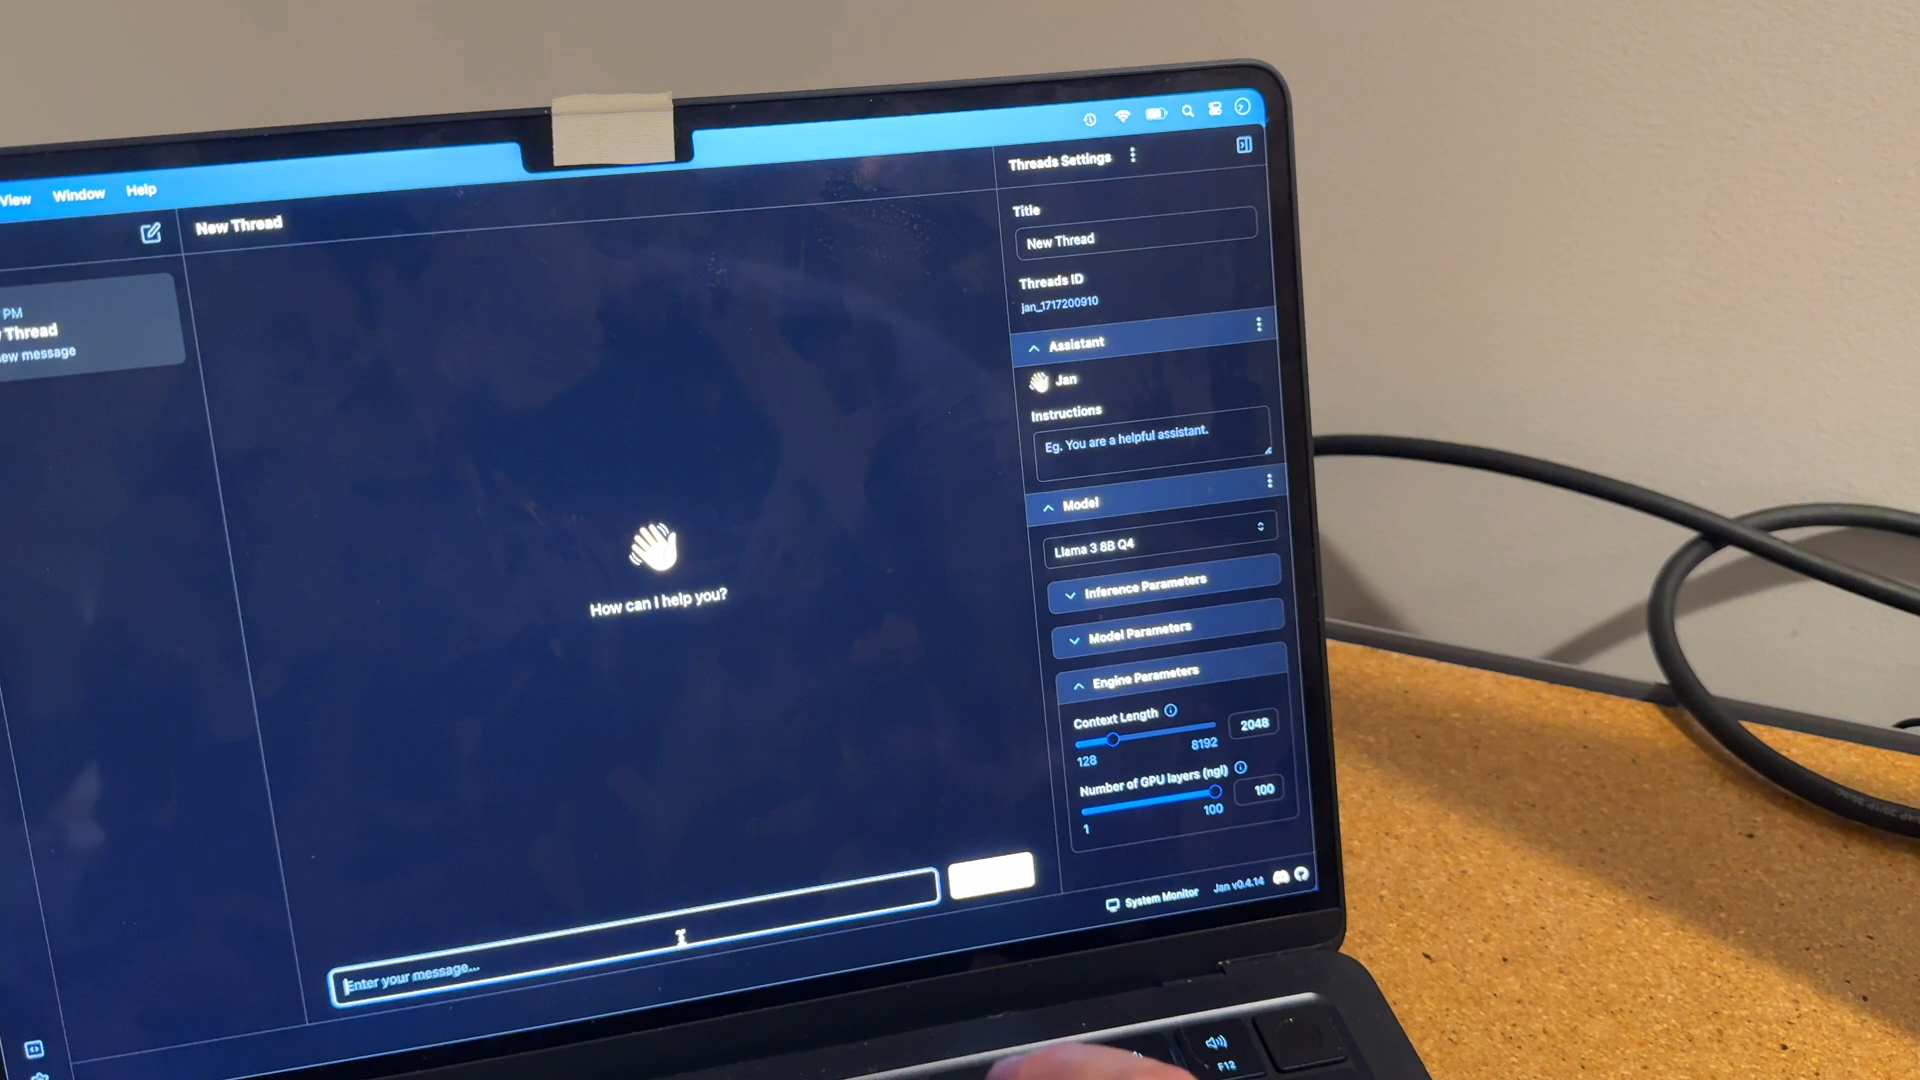 View Window Help
New Thread
PM
Thread
ew message
How can I help you?
Enter your message...
Threads Settings
Title
New Thread
Threads ID
jan_1717200910
Assistant
Jan
Instructions
Eg. You are a helpful assistant.
Model
Llama 3 8B Q4
Inference Parameters
Model Parameters
Engine Parameters
Context Length
2048
128 8192
Number of GPU layers (ngl)
100
1 100
System Monitor Jan v0.4.14
F12